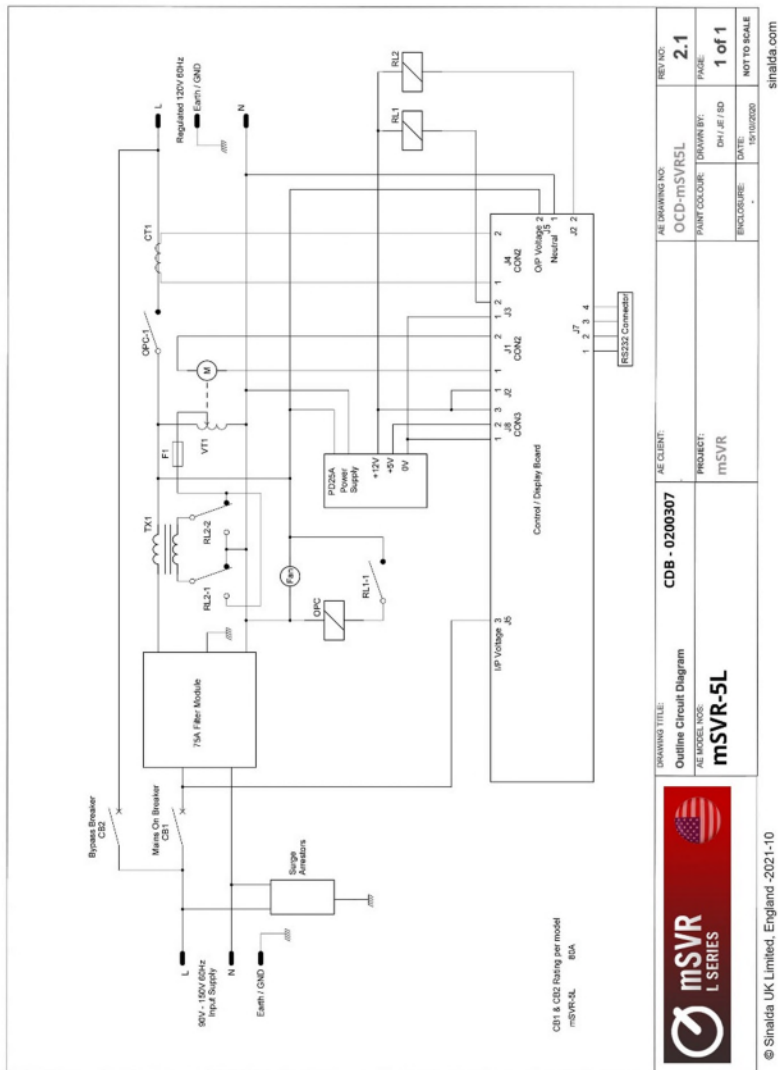 L
90V - 150V 60Hz
Input Supply
N
Earth / GND
Surge
Arrestors
Bypass Breaker
CB2
Mains On Breaker
CB1
75A Filter Module
TX1
RL2-1
RL2-2
F1
VT1
M
OPC-1
CT1
L
Regulated 120V 60Hz
Earth / GND
N
OPC
Fan
RL1-1
PD25A
Power
Supply
+12V
+5V
0V
RL1
RL2
I/P Voltage 3
J5
Control / Display Board
1 2 3
J8
CON3
1
J2
1 2
J1
CON2
1 2
J3
1 2
J4
CON2
O/P Voltage 2
J5
Neutral 1
J2 2
J7
1 2 3 4
RS232 Connector
CB1 & CB2 Rating per model
mSVR-5L 80A
mSVR
L SERIES
DRAWING TITLE:
Outline Circuit Diagram
CDB - 0200307
AE MODEL NOS:
mSVR-5L
AE CLIENT:
PROJECT:
mSVR
AE DRAWING NO:
OCD-mSVR5L
REV NO:
2.1
PAINT COLOUR:
DRAWN BY:
DH / JE / SD
PAGE:
1 of 1
ENCLOSURE:
-
DATE:
15/10/2020
NOT TO SCALE
© Sinalda UK Limited, England -2021-10
sinalda.com